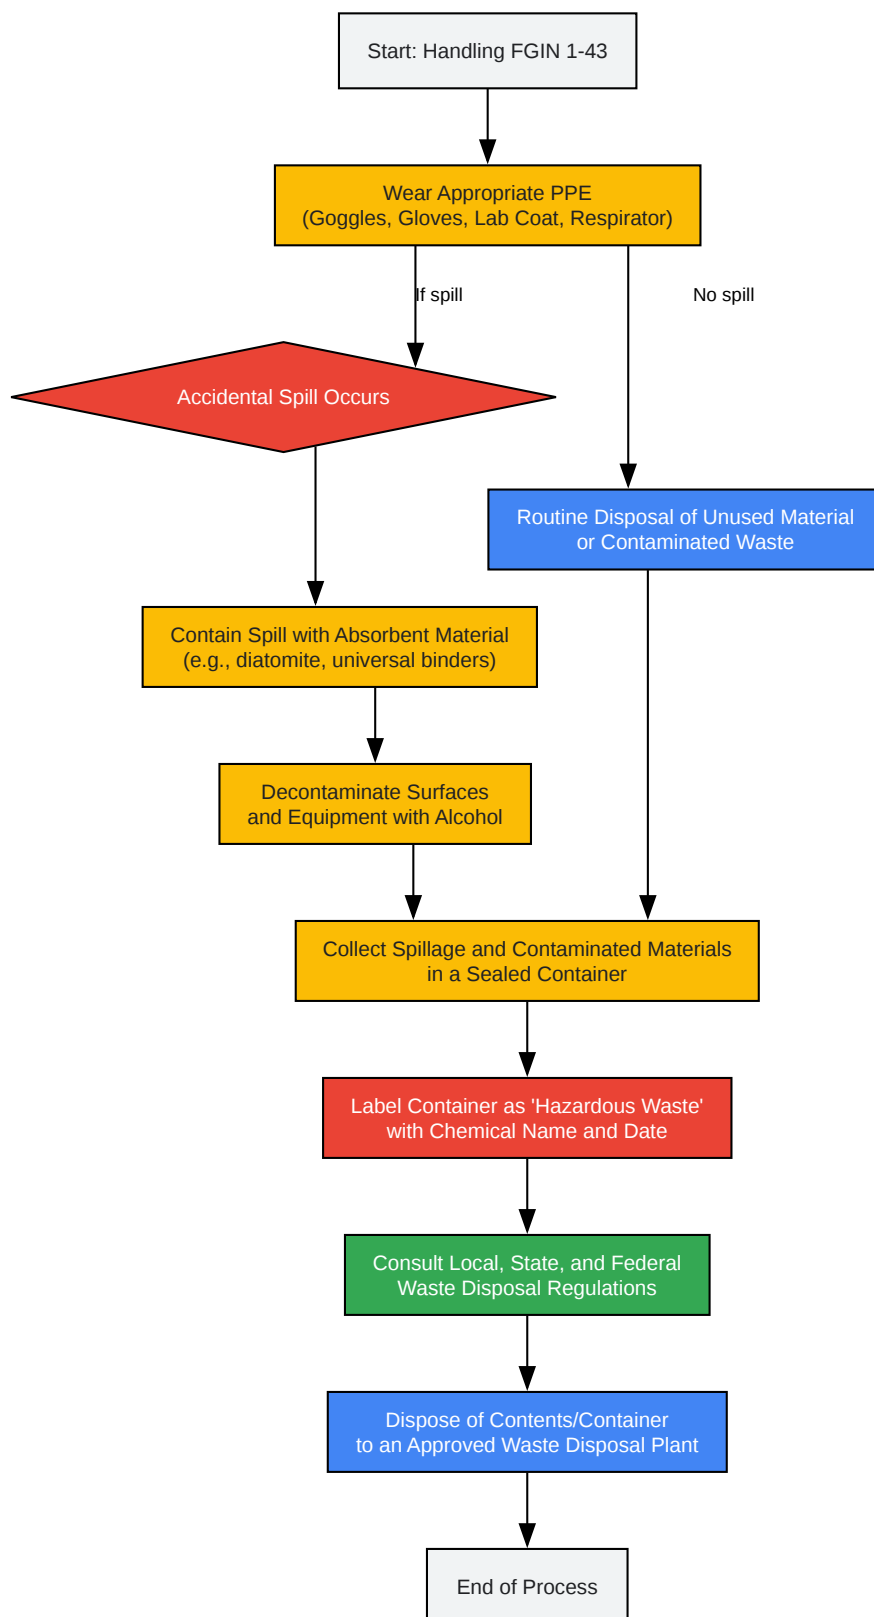 Start: Handling FGIN 1-43
Wear Appropriate PPE
(Goggles, Gloves, Lab Coat, Respirator)
If spill
No spill
Accidental Spill Occurs
Routine Disposal of Unused Material
or Contaminated Waste
Contain Spill with Absorbent Material
(e.g., diatomite, universal binders)
Decontaminate Surfaces
and Equipment with Alcohol
Collect Spillage and Contaminated Materials
in a Sealed Container
Label Container as 'Hazardous Waste'
with Chemical Name and Date
Consult Local, State, and Federal
Waste Disposal Regulations
Dispose of Contents/Container
to an Approved Waste Disposal Plant
End of Process